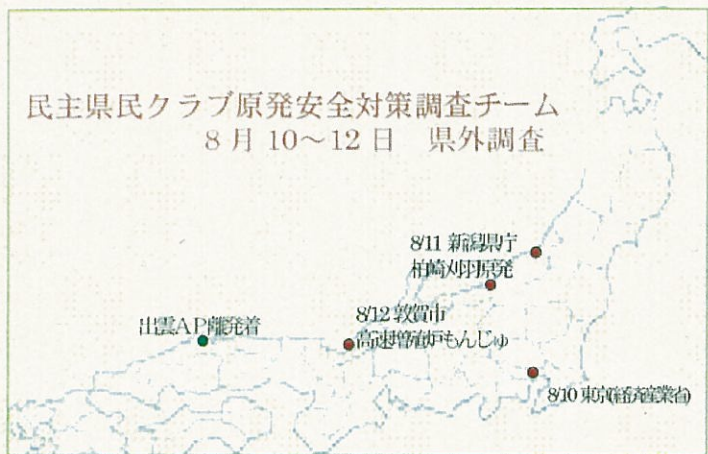 民主県民クラブ原発安全対策調査チーム
8月10～12日　県外調査
8/11 新潟県庁
柏崎刈羽原発
8/12 敦賀市
高速増殖炉もんじゅ
出雲AP離発着
8/10 東京(経済産業省)